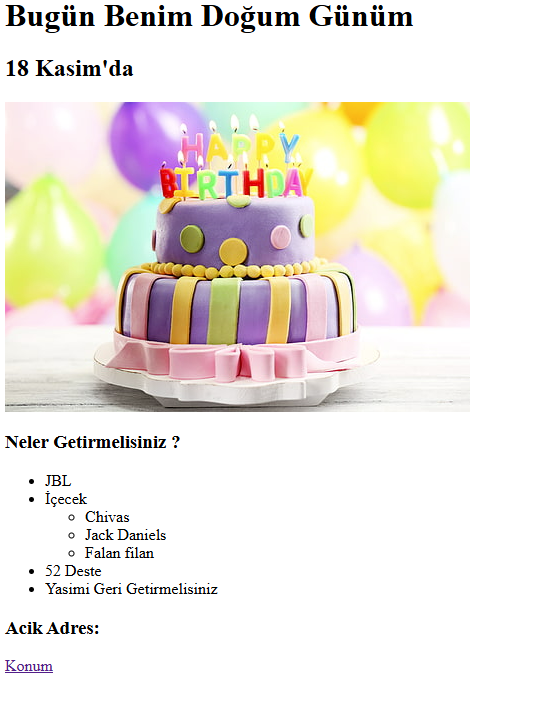 Bugün Benim Doğum Günüm
18 Kasim'da
HAPPY
BIRTHDAY
Neler Getirmelisiniz ?
JBL
İçecek
Chivas
Jack Daniels
Falan filan
52 Deste
Yasimi Geri Getirmelisiniz
Acik Adres:
Konum